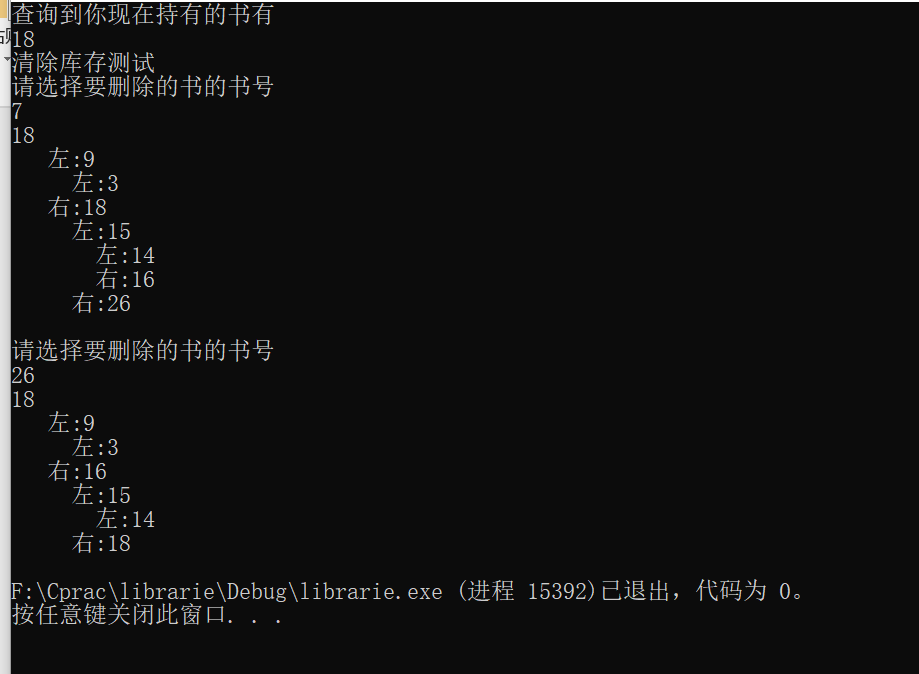 查询到你现在持有的书有
18
清除库存测试
请选择要删除的书的书号
7
18
左:9
左:3
右:18
左:15
左:14
右:16
右:26
请选择要删除的书的书号
26
18
左:9
左:3
右:16
左:15
左:14
右:18
F:\Cprac\librarie\Debug\librarie.exe (进程 15392)已退出，代码为 0。
按任意键关闭此窗口. . .